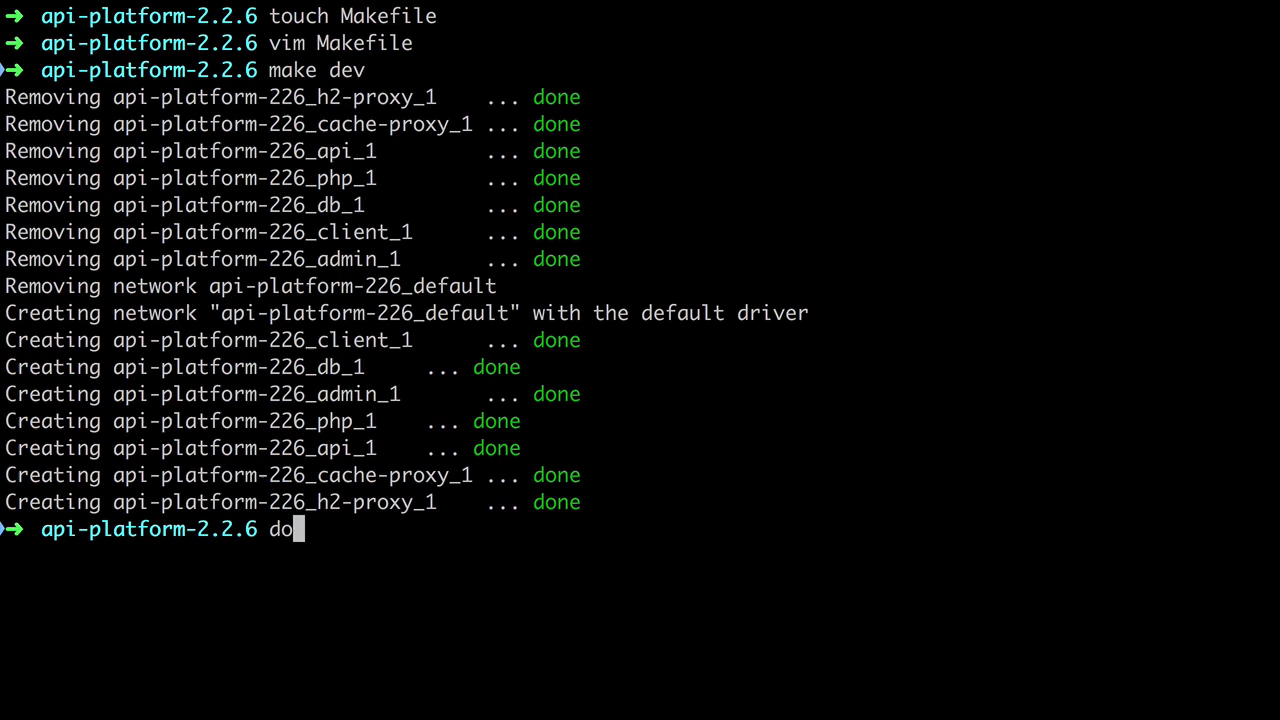 ➜ api-platform-2.2.6 touch Makefile
➜ api-platform-2.2.6 vim Makefile
➜ api-platform-2.2.6 make dev
Removing api-platform-226_h2-proxy_1    ... done
Removing api-platform-226_cache-proxy_1 ... done
Removing api-platform-226_api_1         ... done
Removing api-platform-226_php_1         ... done
Removing api-platform-226_db_1          ... done
Removing api-platform-226_client_1      ... done
Removing api-platform-226_admin_1       ... done
Removing network api-platform-226_default
Creating network "api-platform-226_default" with the default driver
Creating api-platform-226_client_1      ... done
Creating api-platform-226_db_1     ... done
Creating api-platform-226_admin_1       ... done
Creating api-platform-226_php_1    ... done
Creating api-platform-226_api_1    ... done
Creating api-platform-226_cache-proxy_1 ... done
Creating api-platform-226_h2-proxy_1    ... done
➜ api-platform-2.2.6 do